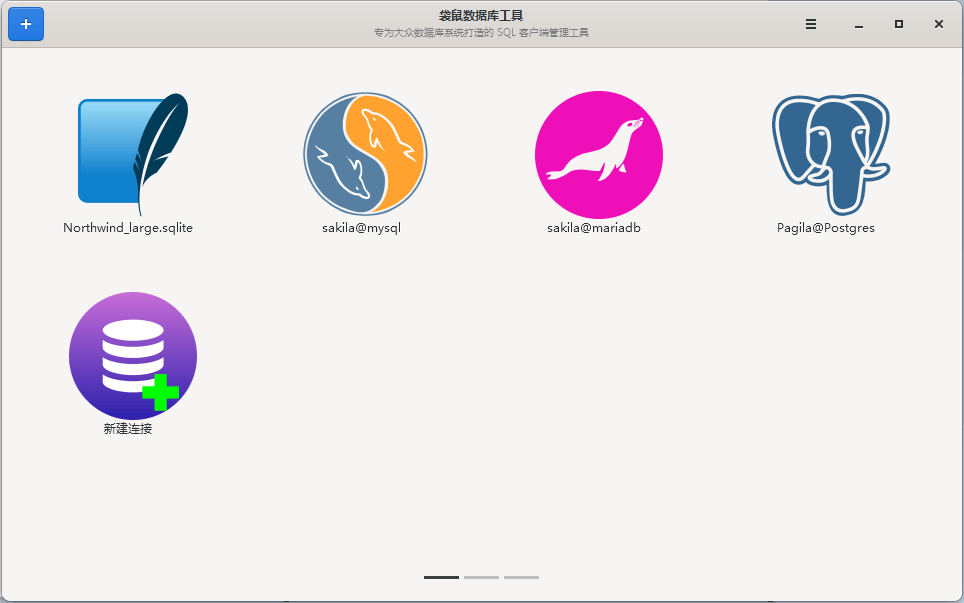 袋鼠数据库工具
专为大众数据库系统打造的 SQL 客户端管理工具
Northwind_large.sqlite
sakila@mysql
sakila@mariadb
Pagila@Postgres
新建连接